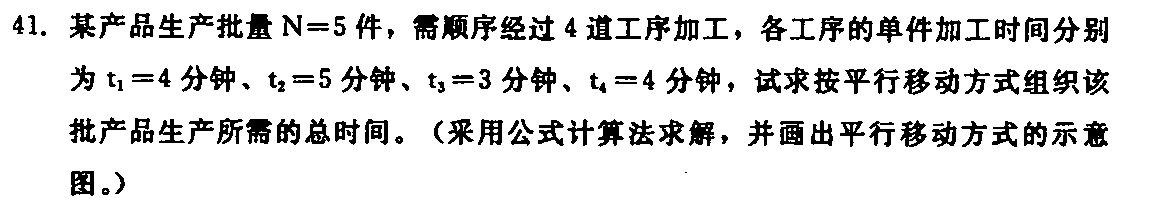 41. 某产品生产批量 N=5 件，需顺序经过 4 道工序加工，各工序的单件加工时间分别
为 t₁=4 分钟、t₂=5 分钟、t₃=3 分钟、t₄=4 分钟，试求按平行移动方式组织该
批产品生产所需的总时间。（采用公式计算法求解，并画出平行移动方式的示意
图。）